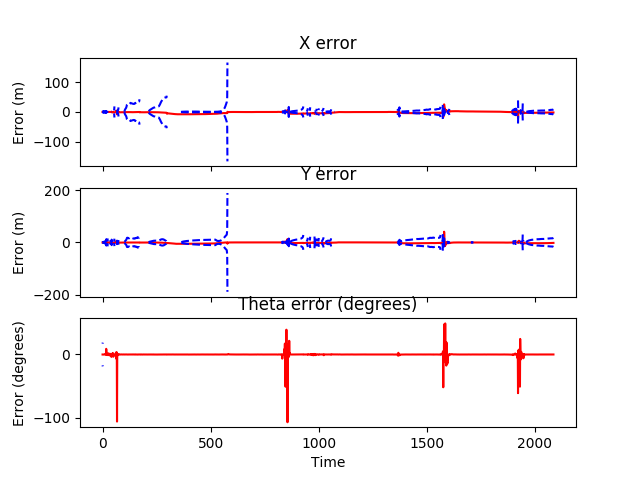 X error
Error (m)
100
0
−100
Y error
Error (m)
200
0
−200
Theta error (degrees)
Error (degrees)
0
−100
0
500
1000
1500
2000
Time